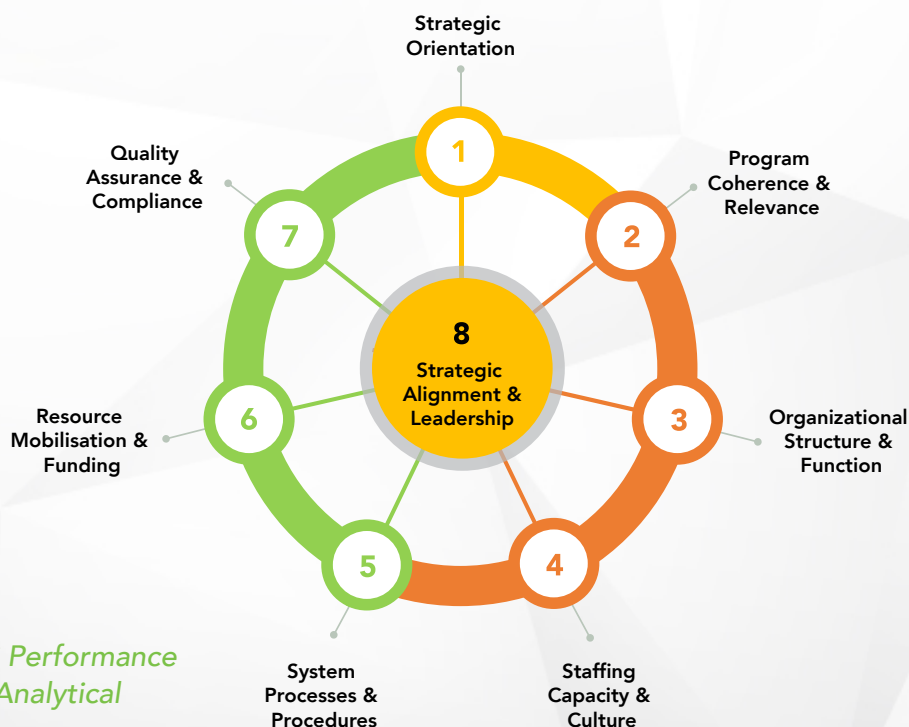 Strategic
Orientation
1
Program
Coherence &
Relevance
2
Organizational
Structure &
Function
3
Staffing
Capacity &
Culture
4
System
Processes &
Procedures
5
Resource
Mobilisation &
Funding
6
Quality
Assurance &
Compliance
7
8
Strategic
Alignment &
Leadership
Performance
Analytical